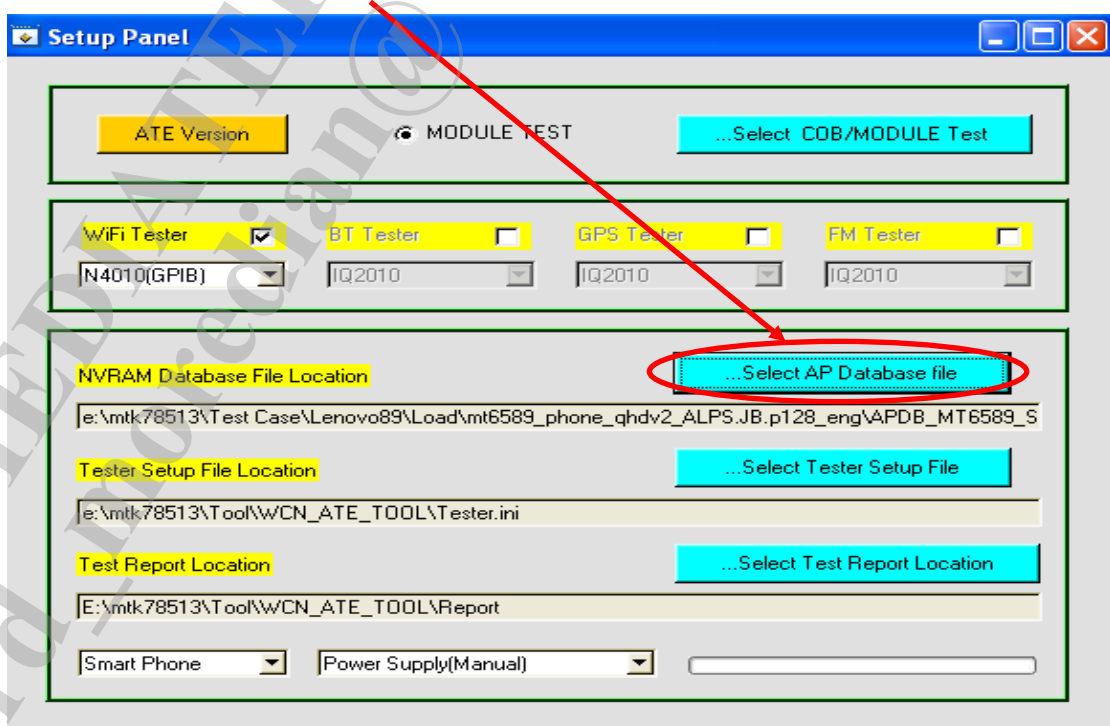 Setup Panel
ATE Version
MODULE TEST
...Select COB/MODULE Test
WiFi Tester
BT Tester
GPS Tester
FM Tester
N4010(GPIB)
IQ2010
IQ2010
IQ2010
NVRAM Database File Location
...Select AP Database file
e:\mtk78513\Test Case\Lenovo89\Load\mt6589_phone_qhdv2_ALPS.JB.p128_eng\APDB_MT6589_S
Tester Setup File Location
...Select Tester Setup File
e:\mtk78513\Tool\WCN_ATE_TOOL\Tester.ini
Test Report Location
...Select Test Report Location
E:\mtk78513\Tool\WCN_ATE_TOOL\Report
Smart Phone
Power Supply(Manual)